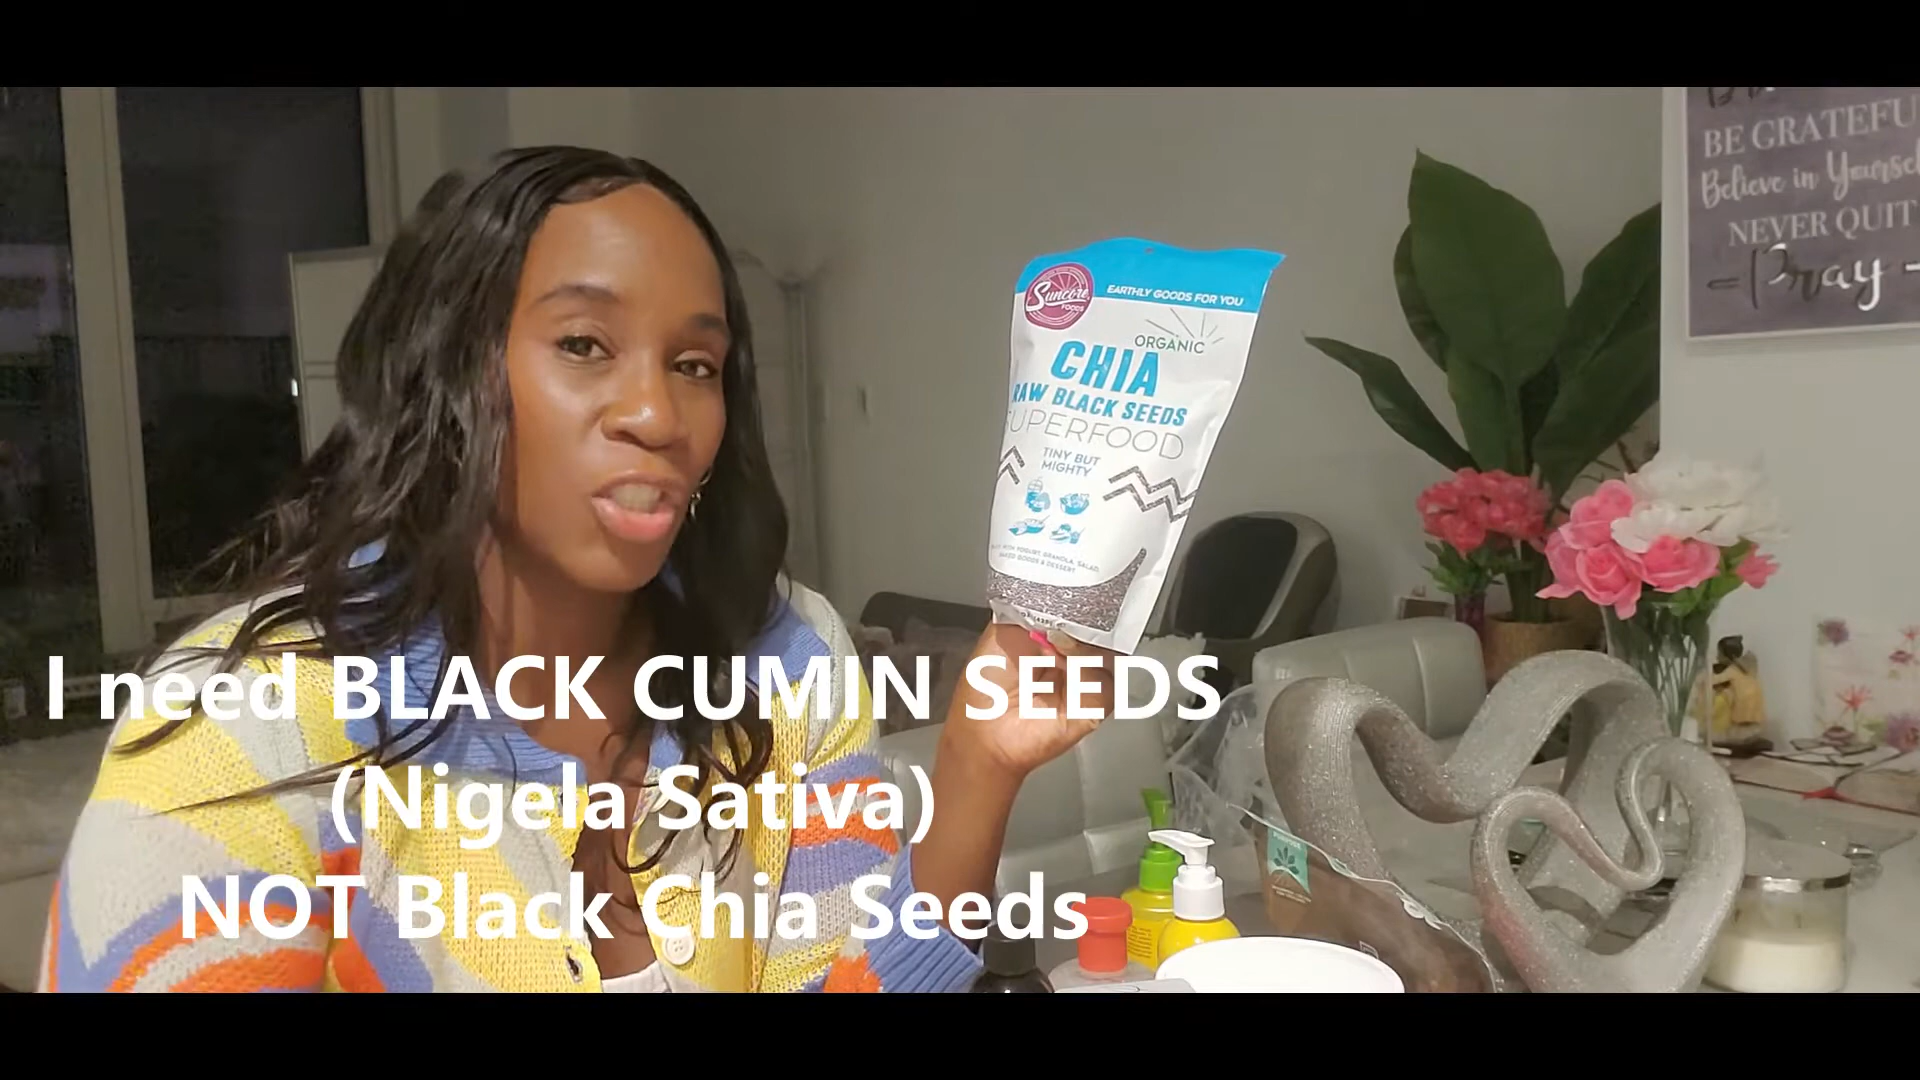 BE GRATEFU
Believe in Yoursel
NEVER QUIT
Pray
Suncore
FOODS
EARTHLY GOODS FOR YOU
ORGANIC
CHIA
RAW BLACK SEEDS
SUPERFOOD
TINY BUT
MIGHTY
I need BLACK CUMIN SEEDS
(Nigela Sativa)
NOT Black Chia Seeds